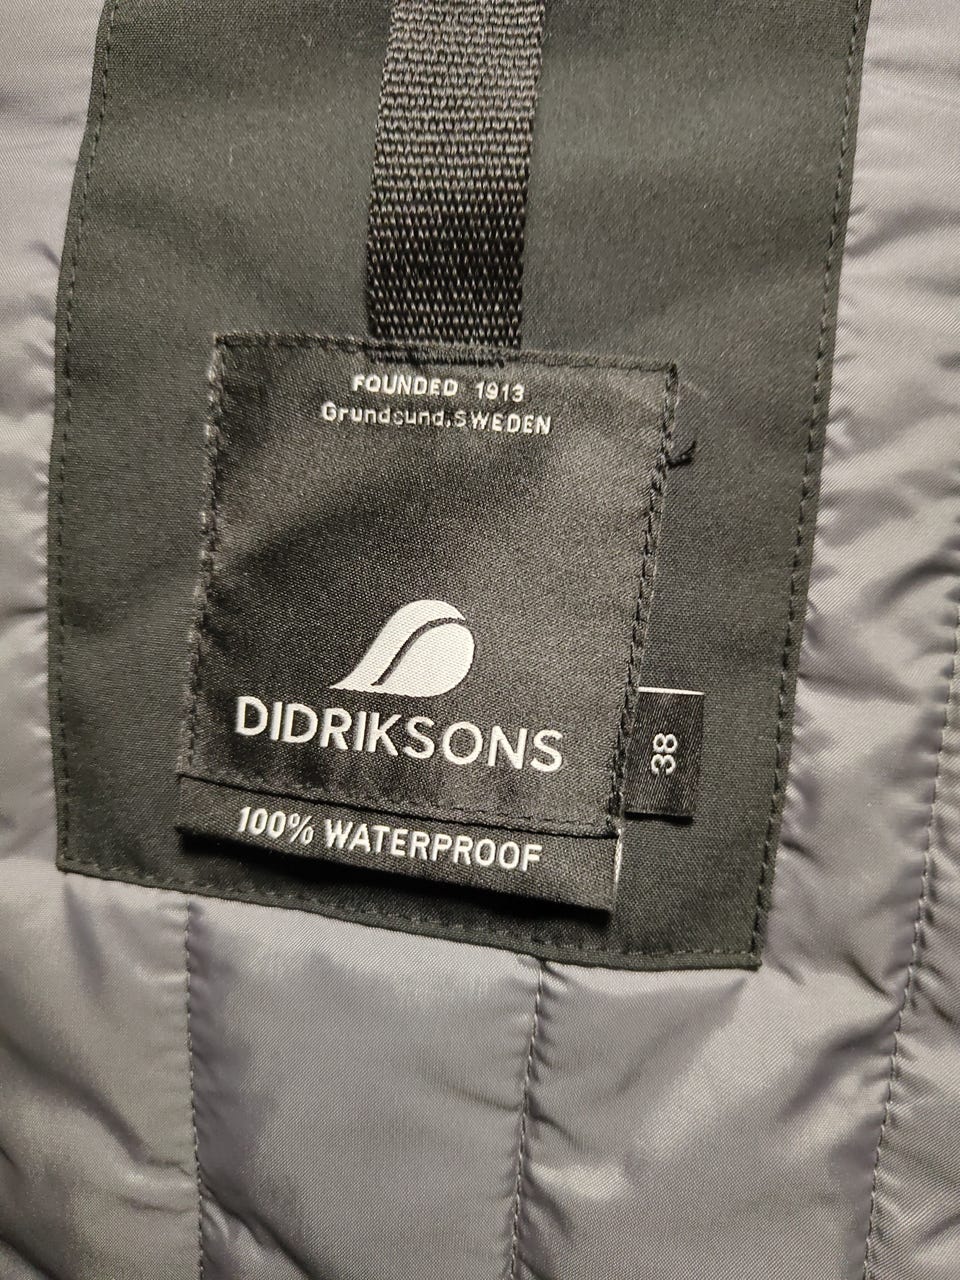 FOUNDED 1913
Grundsund, SWEDEN
DIDRIKSONS
38
100% WATERPROOF